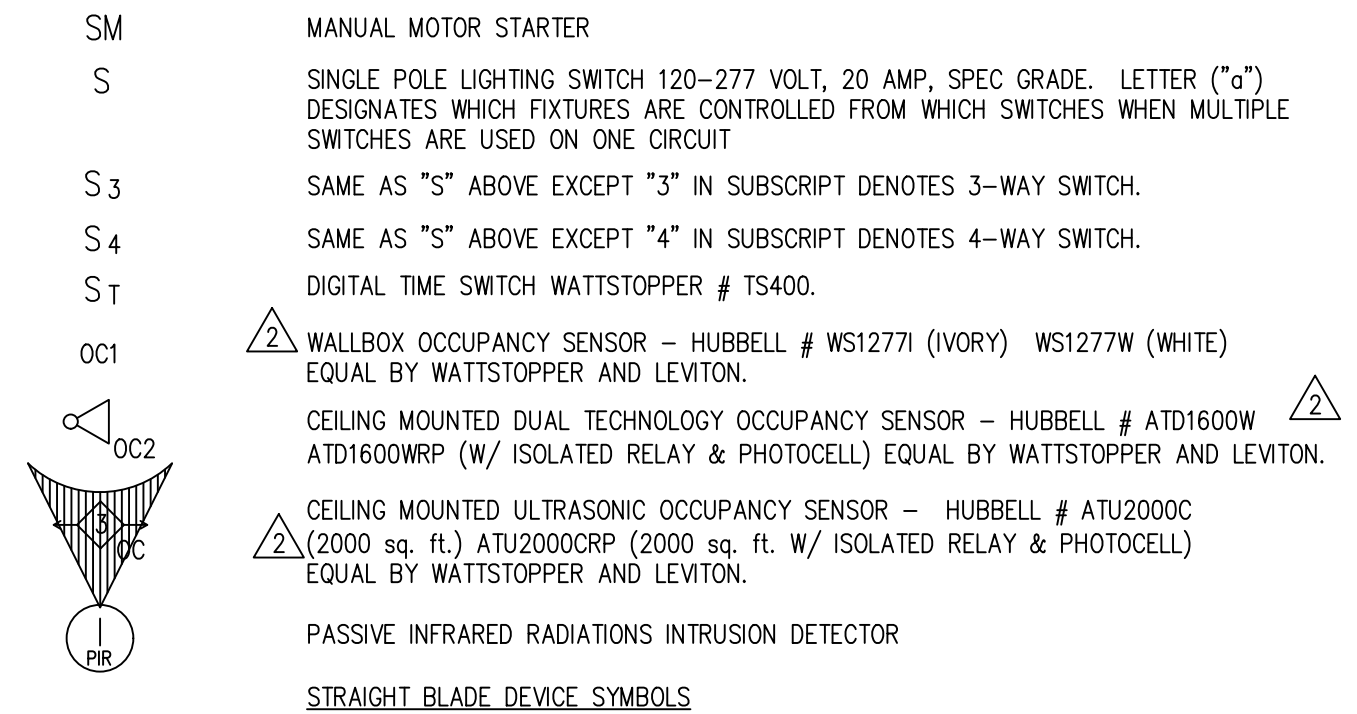 SM MANUAL MOTOR STARTER
S SINGLE POLE LIGHTING SWITCH 120-277 VOLT, 20 AMP, SPEC GRADE. LETTER ("a")
DESIGNATES WHICH FIXTURES ARE CONTROLLED FROM WHICH SWITCHES WHEN MULTIPLE
SWITCHES ARE USED ON ONE CIRCUIT
S3 SAME AS "S" ABOVE EXCEPT "3" IN SUBSCRIPT DENOTES 3-WAY SWITCH.
S4 SAME AS "S" ABOVE EXCEPT "4" IN SUBSCRIPT DENOTES 4-WAY SWITCH.
ST DIGITAL TIME SWITCH WATTSTOPPER # TS400.
OC1 2 WALLBOX OCCUPANCY SENSOR - HUBBELL # WS1277I (IVORY) WS1277W (WHITE)
EQUAL BY WATTSTOPPER AND LEVITON.
CEILING MOUNTED DUAL TECHNOLOGY OCCUPANCY SENSOR - HUBBELL # ATD1600W 2
OC2 ATD1600WRP (W/ ISOLATED RELAY & PHOTOCELL) EQUAL BY WATTSTOPPER AND LEVITON.
3 CEILING MOUNTED ULTRASONIC OCCUPANCY SENSOR - HUBBELL # ATU2000C
OC 2 (2000 sq. ft.) ATU2000CRP (2000 sq. ft. W/ ISOLATED RELAY & PHOTOCELL)
EQUAL BY WATTSTOPPER AND LEVITON.
PIR PASSIVE INFRARED RADIATIONS INTRUSION DETECTOR
STRAIGHT BLADE DEVICE SYMBOLS